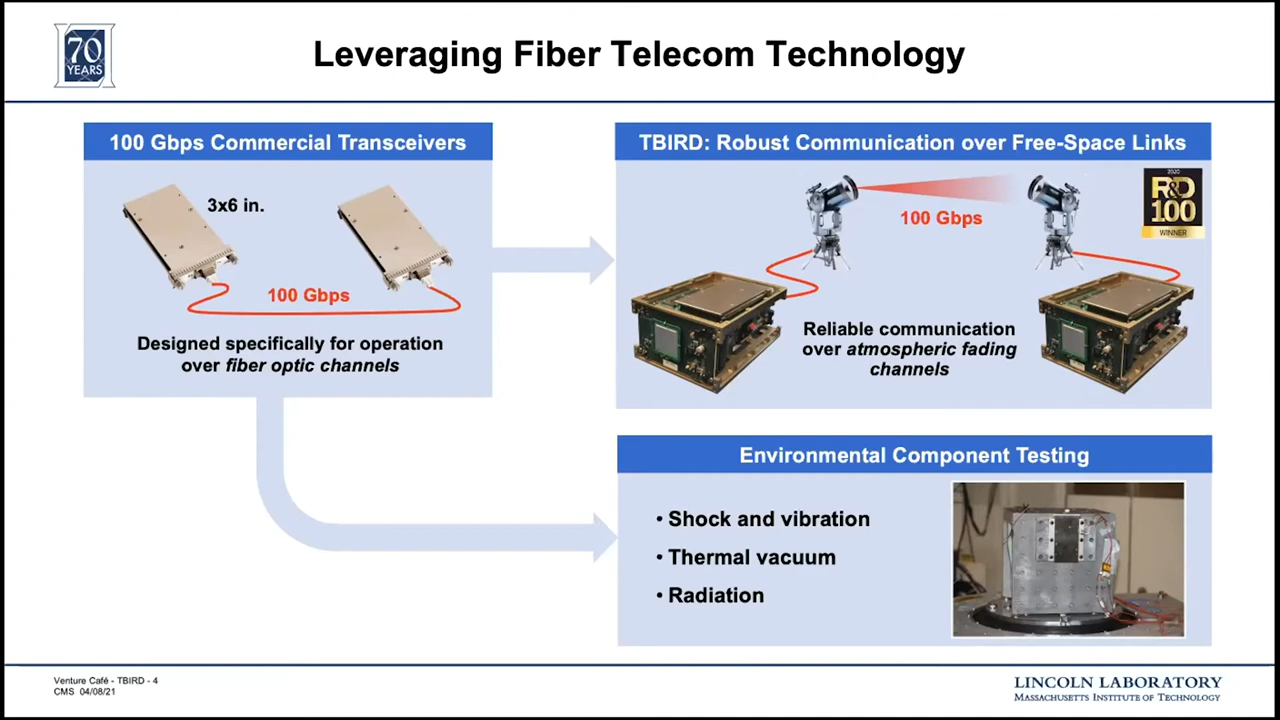 70
YEARS
Leveraging Fiber Telecom Technology
100 Gbps Commercial Transceivers
3x6 in.
100 Gbps
Designed specifically for operation
over fiber optic channels
TBIRD: Robust Communication over Free-Space Links
100 Gbps
2020
R&D
100
WINNER
Reliable communication
over atmospheric fading
channels
Environmental Component Testing
• Shock and vibration
• Thermal vacuum
• Radiation
Venture Café - TBIRD - 4
CMS 04/08/21
LINCOLN LABORATORY
MASSACHUSETTS INSTITUTE OF TECHNOLOGY